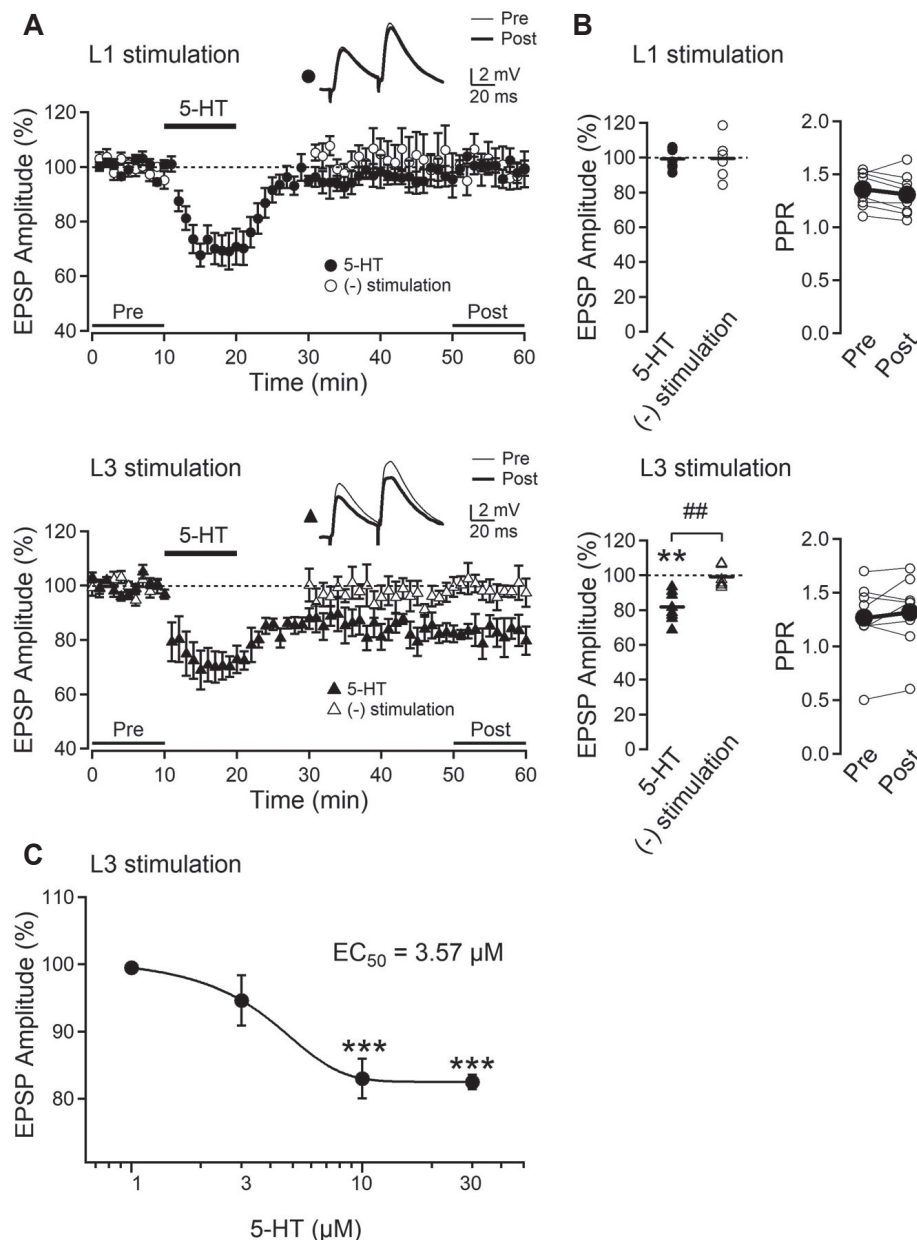 A
L1 stimulation
Pre
Post
2 mV
20 ms
5-HT
EPSP Amplitude (%)
120
100
80
60
40
5-HT
(-) stimulation
Pre
Post
0
10
20
30
40
50
60
Time (min)
B
L1 stimulation
EPSP Amplitude (%)
120
100
80
60
40
20
0
5-HT
(-) stimulation
PPR
2.0
1.5
1.0
0.5
0.0
Pre
Post
L3 stimulation
Pre
Post
2 mV
20 ms
5-HT
EPSP Amplitude (%)
120
100
80
60
40
5-HT
(-) stimulation
Pre
Post
0
10
20
30
40
50
60
Time (min)
L3 stimulation
##
**
EPSP Amplitude (%)
120
100
80
60
40
20
0
5-HT
(-) stimulation
PPR
2.0
1.5
1.0
0.5
0.0
Pre
Post
C
L3 stimulation
EPSP Amplitude (%)
110
100
90
80
EC50 = 3.57 µM
***
***
1
3
10
30
5-HT (µM)